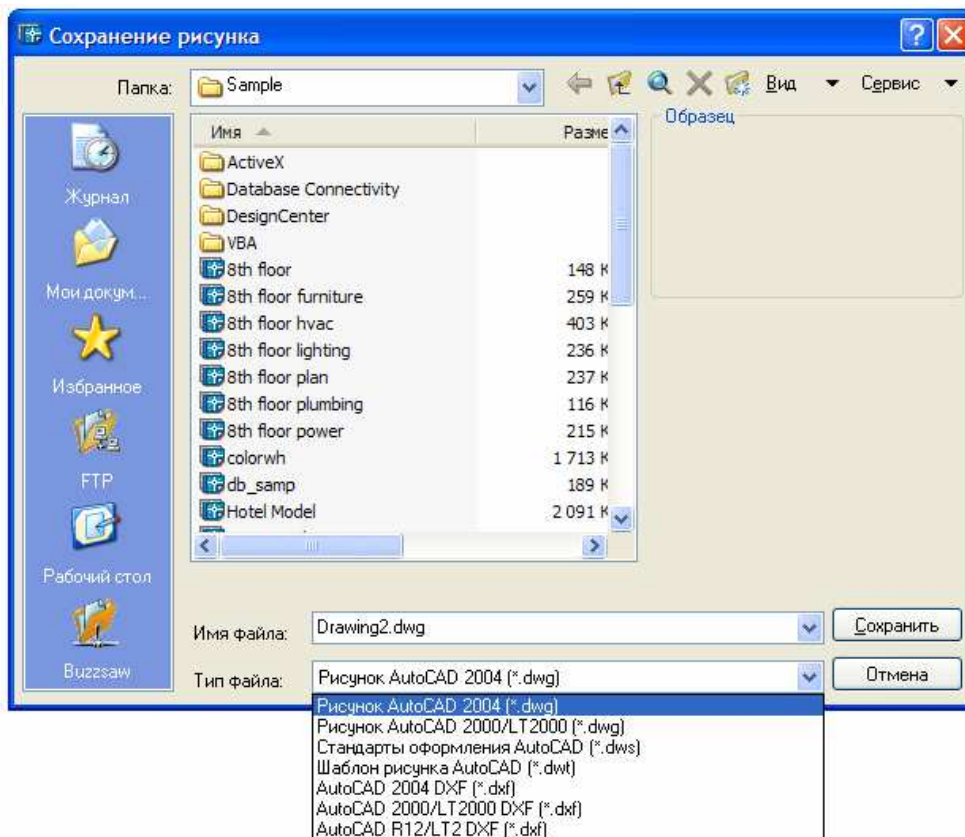 Сохранение рисунка
Папка: Sample Вид Сервис
Имя Разме Образец
Журнал
Мои докум...
Избранное
FTP
Рабочий стол
Buzzsaw
ActiveX
Database Connectivity
DesignCenter
VBA
8th floor 148 К
8th floor furniture 259 К
8th floor hvac 403 К
8th floor lighting 236 К
8th floor plan 237 К
8th floor plumbing 116 К
8th floor power 215 К
colorwh 1 713 К
db_samp 189 К
Hotel Model 2 091 К
Имя файла: Drawing2.dwg Сохранить
Тип файла: Рисунок AutoCAD 2004 (*.dwg) Отмена
Рисунок AutoCAD 2004 (*.dwg)
Рисунок AutoCAD 2000/LT2000 (*.dwg)
Стандарты оформления AutoCAD (*.dws)
Шаблон рисунка AutoCAD (*.dwt)
AutoCAD 2004 DXF (*.dxf)
AutoCAD 2000/LT2000 DXF (*.dxf)
AutoCAD R12/LT2 DXF (*.dxf)